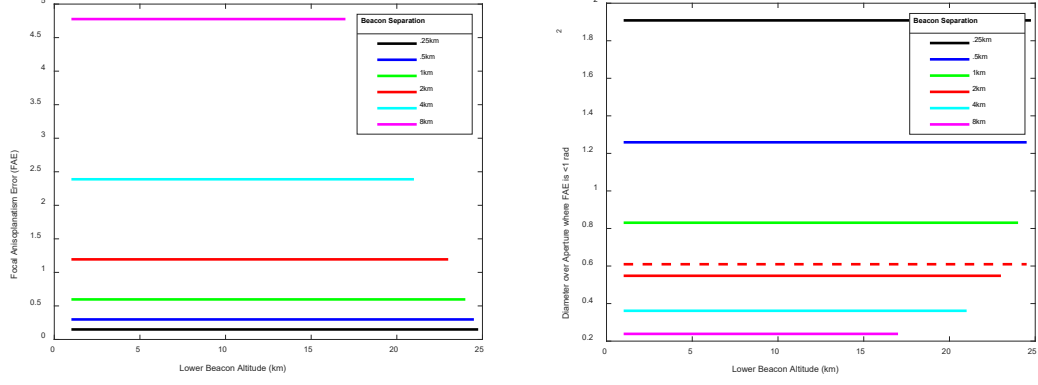 5
4.5
4
3.5
3
2.5
2
1.5
1
0.5
0
0 5 10 15 20 25
Focal Anisoplanatism Error (FAE)
Lower Beacon Altitude (km)
Beacon Separation
.25km
.5km
1km
2km
4km
8km
2
1.8
1.6
1.4
1.2
1
0.8
0.6
0.4
0.2
0 5 10 15 20 25
Diameter over Aperture where FAE is <1 rad 2
Lower Beacon Altitude (km)
Beacon Separation
.25km
.5km
1km
2km
4km
8km